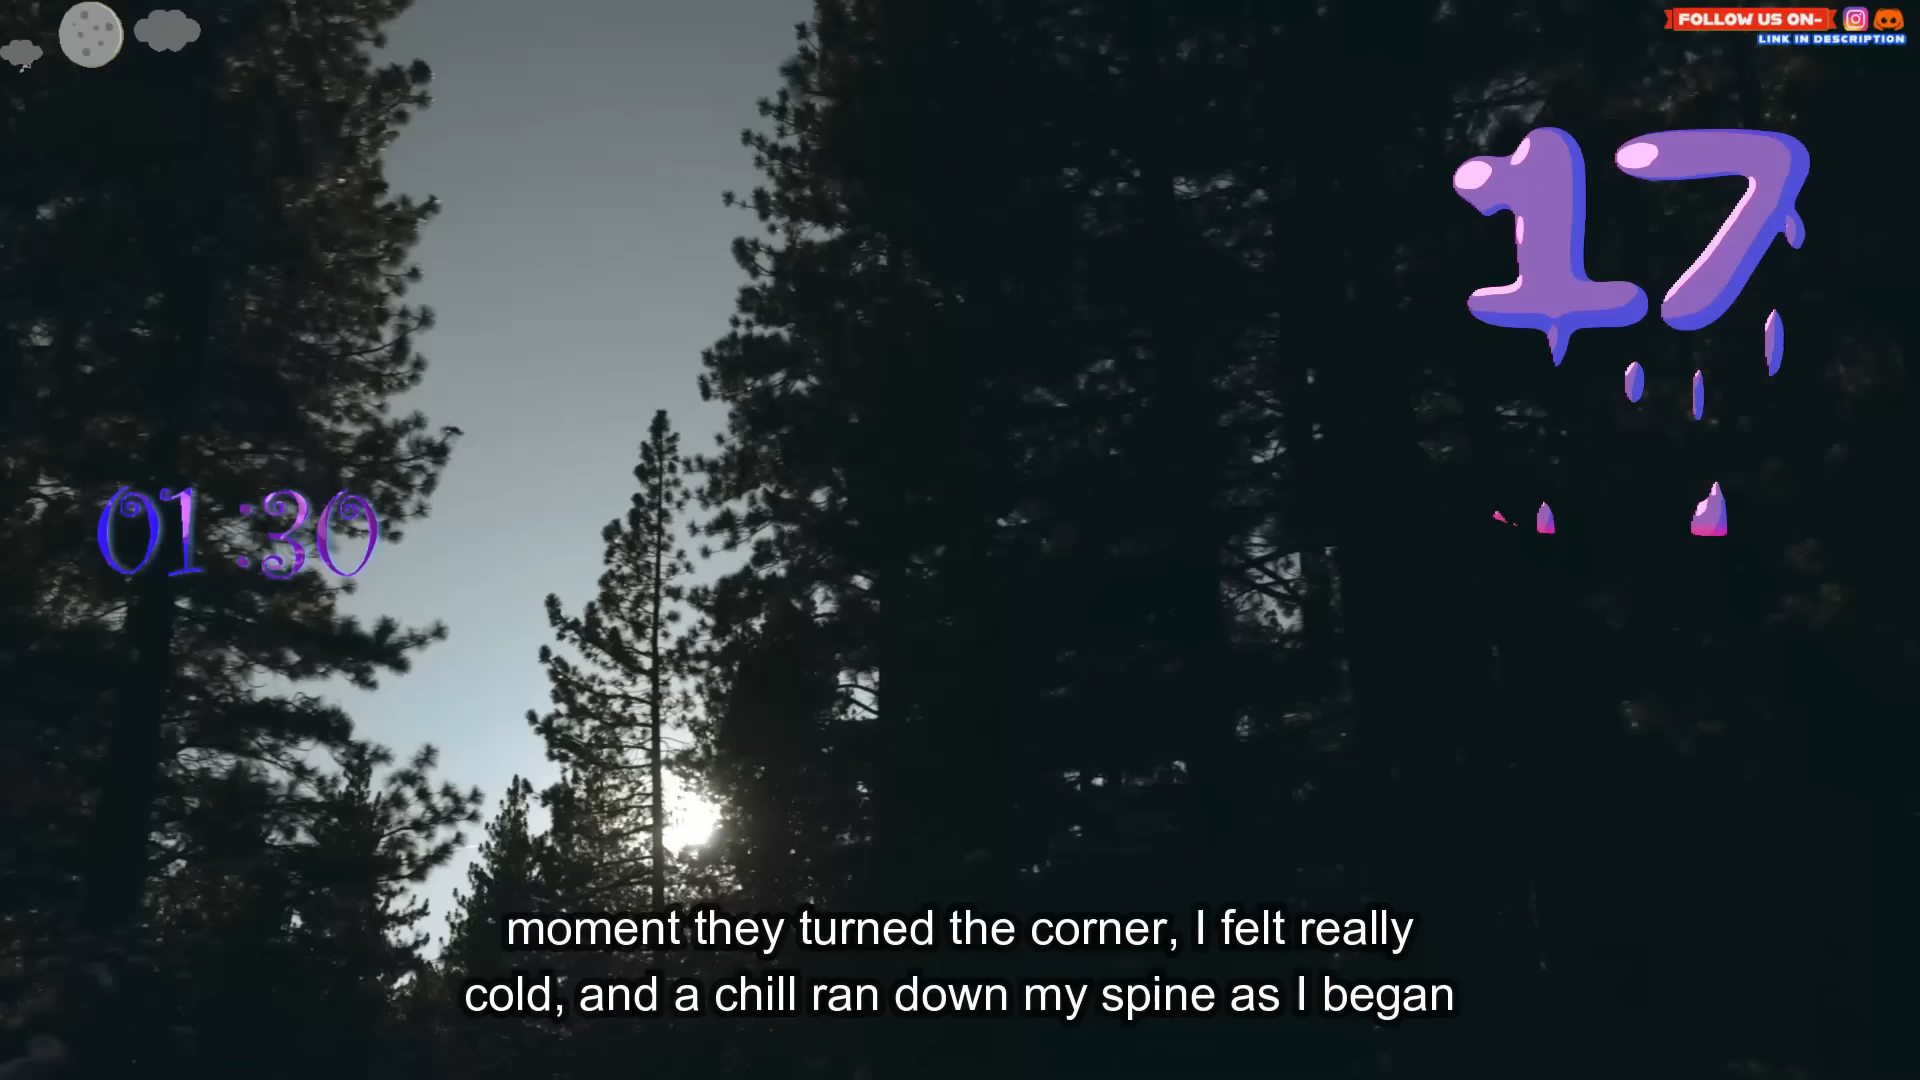 FOLLOW US ON-
LINK IN DESCRIPTION
17
01:30
moment they turned the corner, I felt really
cold, and a chill ran down my spine as I began